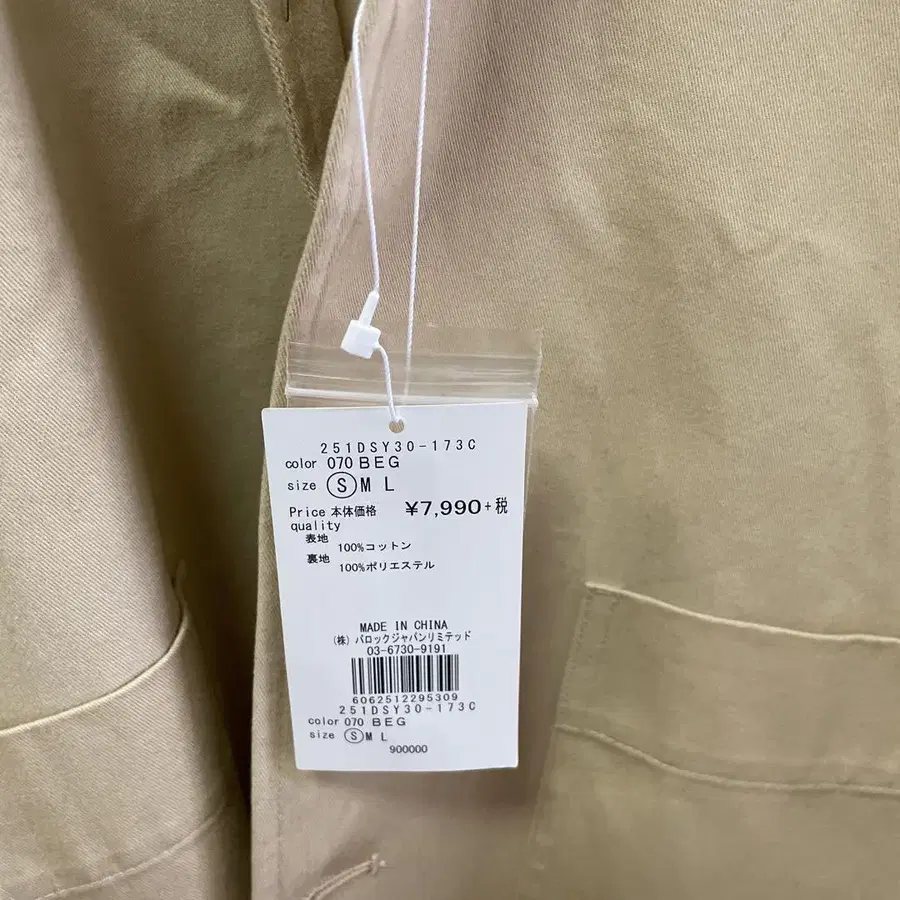 251DSY30-173C
color 070 BEG
size Ⓢ M L
Price 本体価格 ¥7,990+税
quality
表地
100%コットン
裏地
100%ポリエステル
MADE IN CHINA
(株) バロックジャパンリミテッド
03-6730-9191
6062512295309
251DSY30-173C
color 070 BEG
size Ⓢ M L
900000